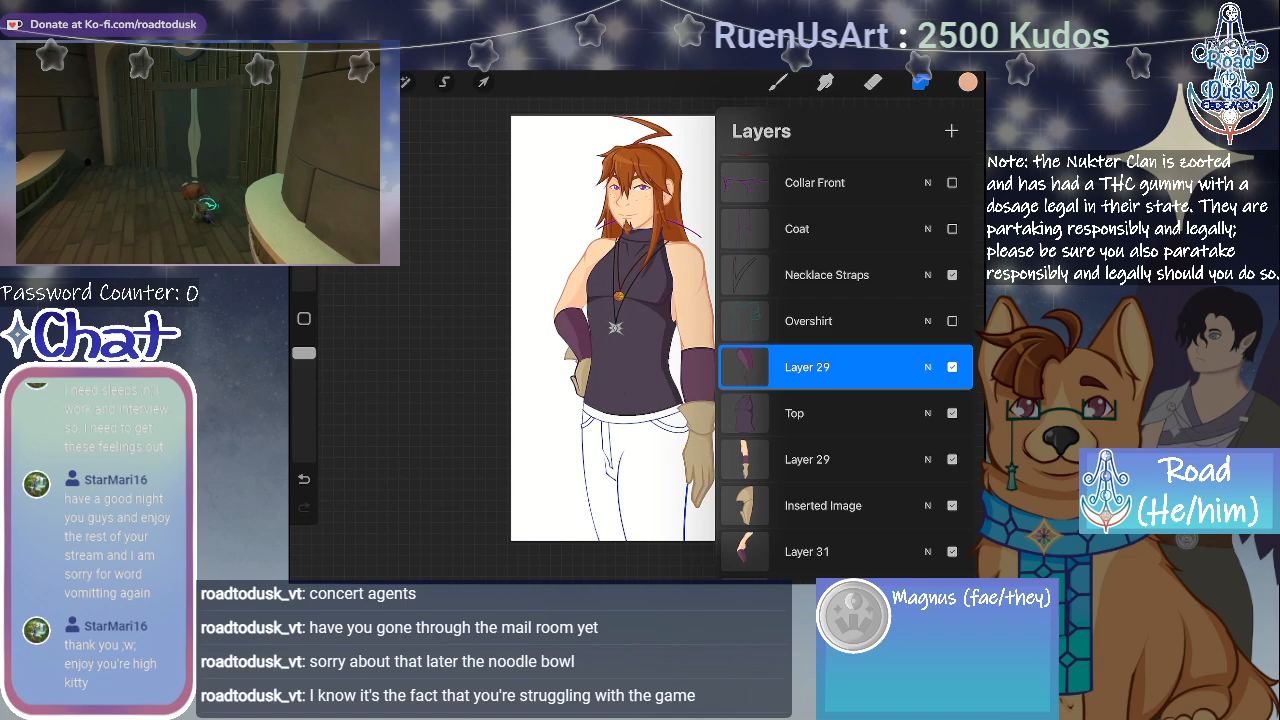 Donate at Ko-fi.com/roadtodusk
RuenUsArt : 2500 Kudos
Road
to
Dusk
Layers
Collar Front N
Coat N
Necklace Straps N
Overshirt N
Layer 29 N
Top N
Layer 29 N
Inserted Image N
Layer 31 N
Note: the Nukter Clan is zooted
and has had a THC gummy with a
dosage legal in their state. They are
partaking responsibly and legally;
please be sure you also paratake
responsibly and legally should you do so.
Password Counter: 0
Chat
I need sleeps n, i
work and interview
so. I need to get
these feelings out
StarMari16
have a good night
you guys and enjoy
the rest of your
stream and I am
sorry for word
vomitting again
StarMari16
thank you ;w;
enjoy you're high
kitty
roadtodusk_vt: concert agents
roadtodusk_vt: have you gone through the mail room yet
roadtodusk_vt: sorry about that later the noodle bowl
roadtodusk_vt: I know it's the fact that you're struggling with the game
Road
(He/him)
Magnus (fae/they)